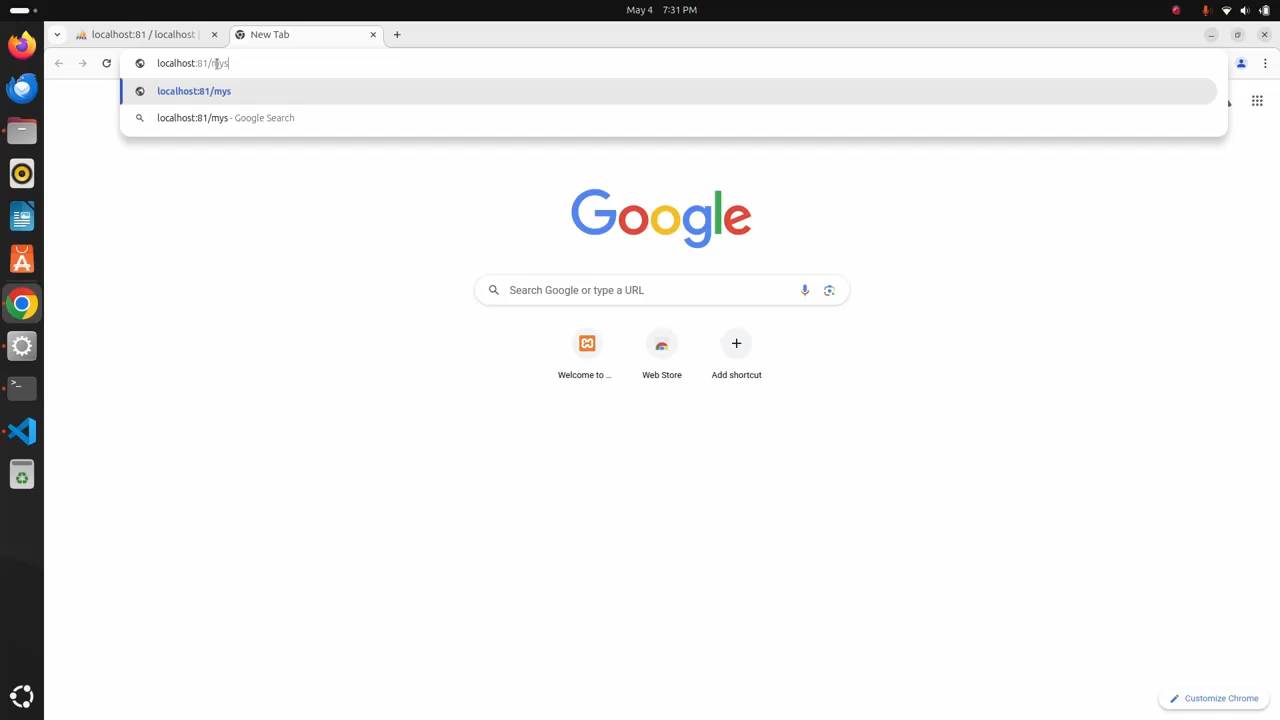 May 4 7:31 PM
localhost:81 / localhost
New Tab
localhost:81/mys
localhost:81/mys
localhost:81/mys - Google Search
Google
Search Google or type a URL
Welcome to ...
Web Store
Add shortcut
Customize Chrome